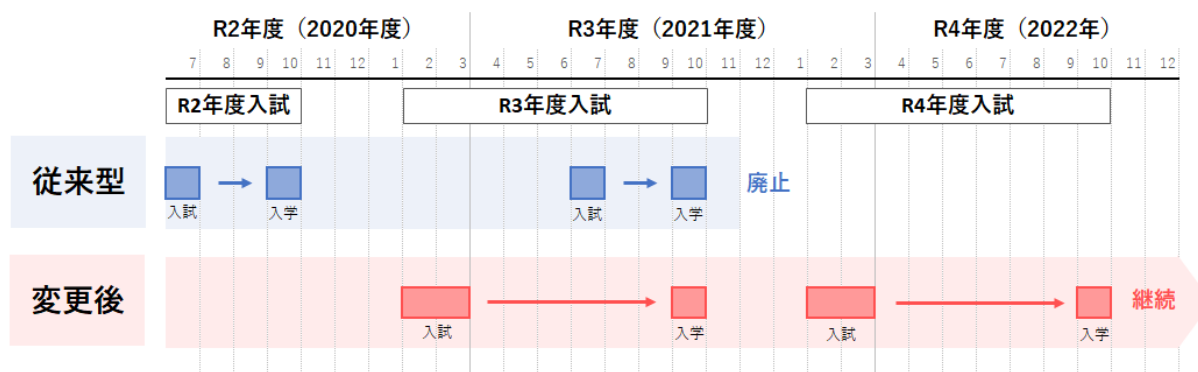 R2年度（2020年度） R3年度（2021年度） R4年度（2022年）
7 8 9 10 11 12 1 2 3 4 5 6 7 8 9 10 11 12 1 2 3 4 5 6 7 8 9 10 11 12
R2年度入試 R3年度入試 R4年度入試
従来型
入試 入学 入試 入学 廃止
変更後
入試 入学 入試 入学 継続